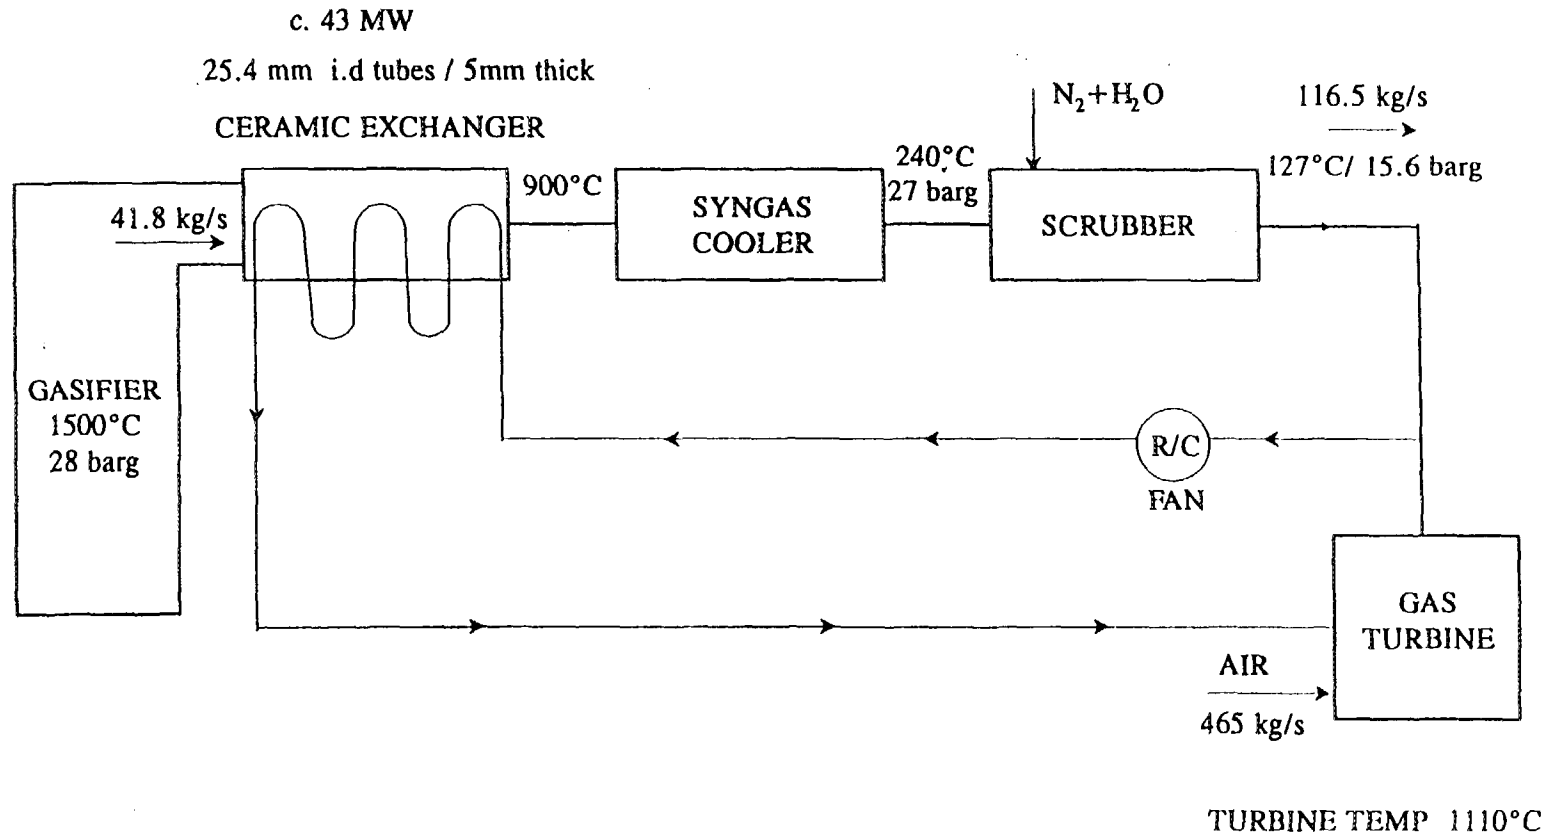 c. 43 MW
25.4 mm i.d tubes / 5mm thick
CERAMIC EXCHANGER
41.8 kg/s
900°C
SYNGAS
COOLER
240°C
27 barg
N₂+H₂O
SCRUBBER
116.5 kg/s
127°C/ 15.6 barg
GASIFIER
1500°C
28 barg
R/C
FAN
GAS
TURBINE
AIR
465 kg/s
TURBINE TEMP 1110°C